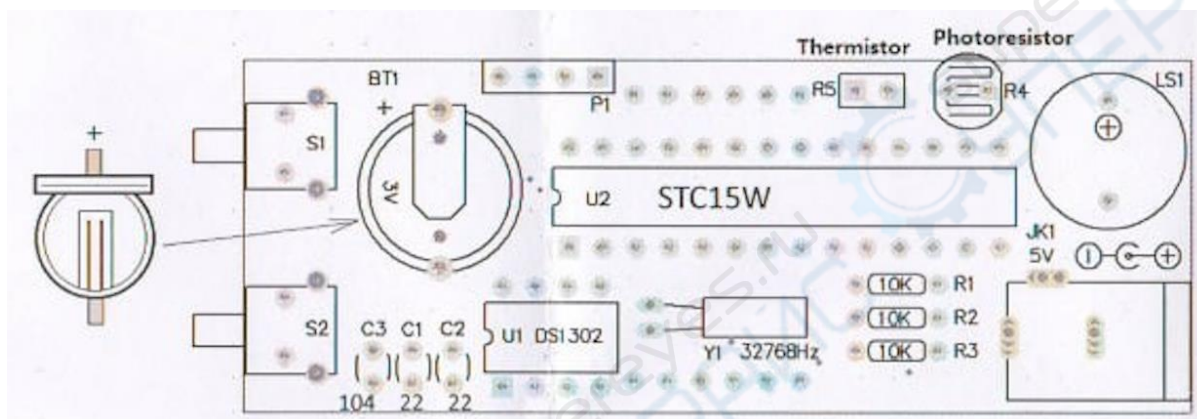 Thermistor Photoresistor
BT1
P1
R5
R4
LS1
+
+
+
S1
3V
U2 STC15W
JK1
5V
- +
S2
C3 C1 C2
U1 DS1302
Y1 32768Hz
10K R1
10K R2
10K R3
104 22 22